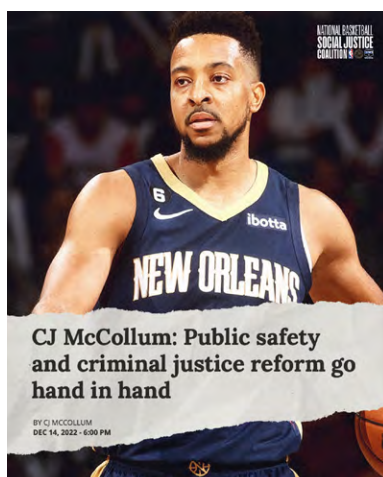 NATIONAL BASKETBALL
SOCIAL JUSTICE
COALITION
6
ibotta
NEW ORLEANS
CJ McCollum: Public safety
and criminal justice reform go
hand in hand
BY CJ MCCOLLUM
DEC 14, 2022 - 6:00 PM